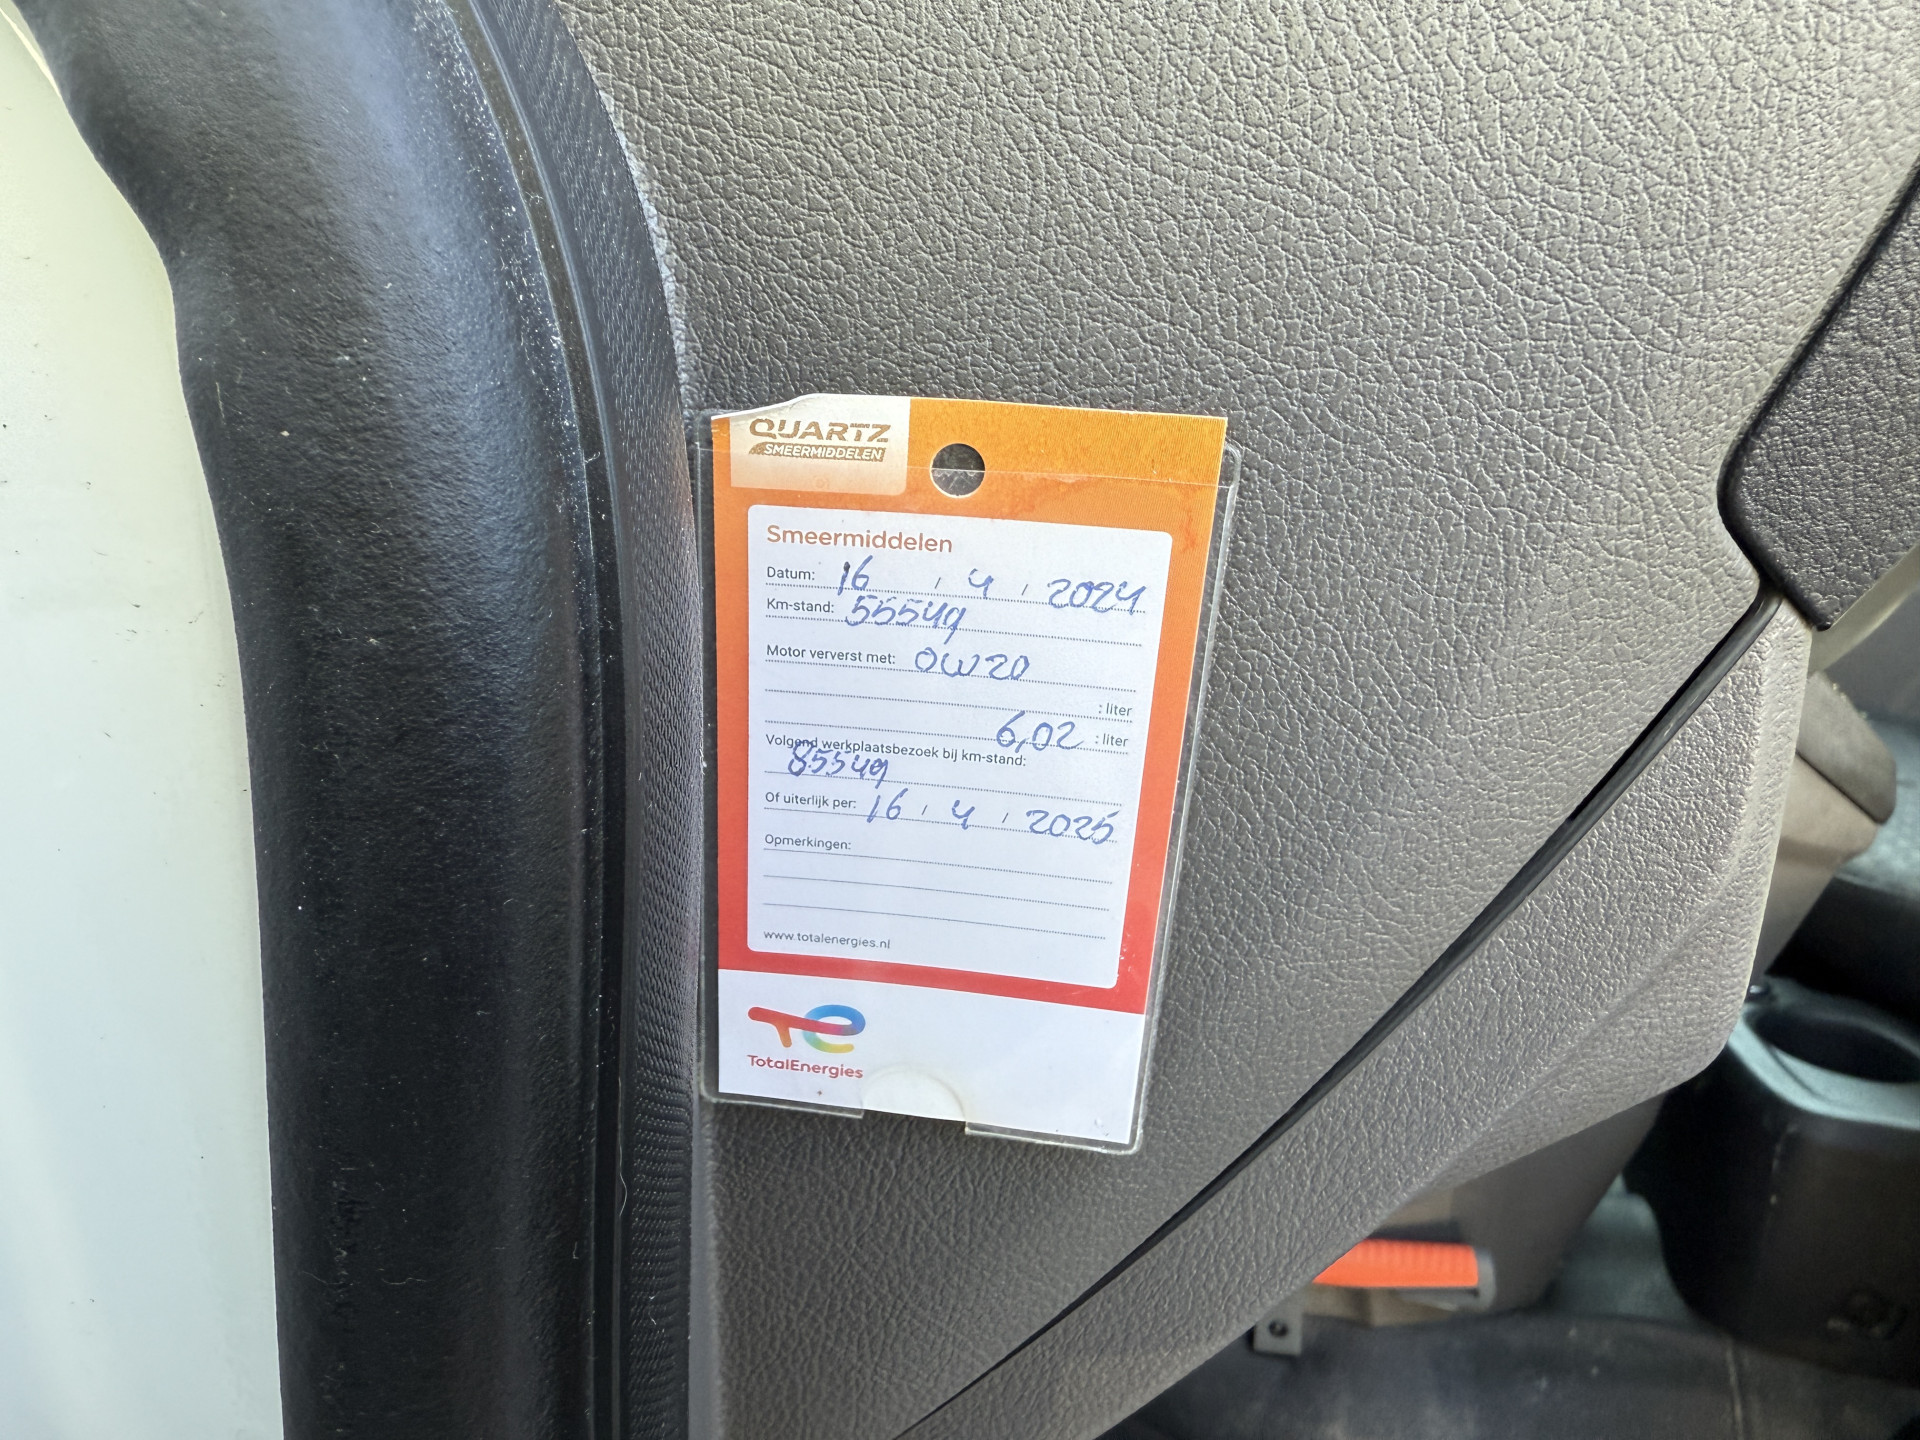 QUARTZ
SMEERMIDDELEN
Smeermiddelen
Datum: 16 / 4 / 2024
Km-stand: 55549
Motor ververst met: 0W20
: liter
6,02 : liter
Volgend werkplaatsbezoek bij km-stand:
85549
Of uiterlijk per: 16 / 4 / 2025
Opmerkingen:
www.totalenergies.nl
TotalEnergies